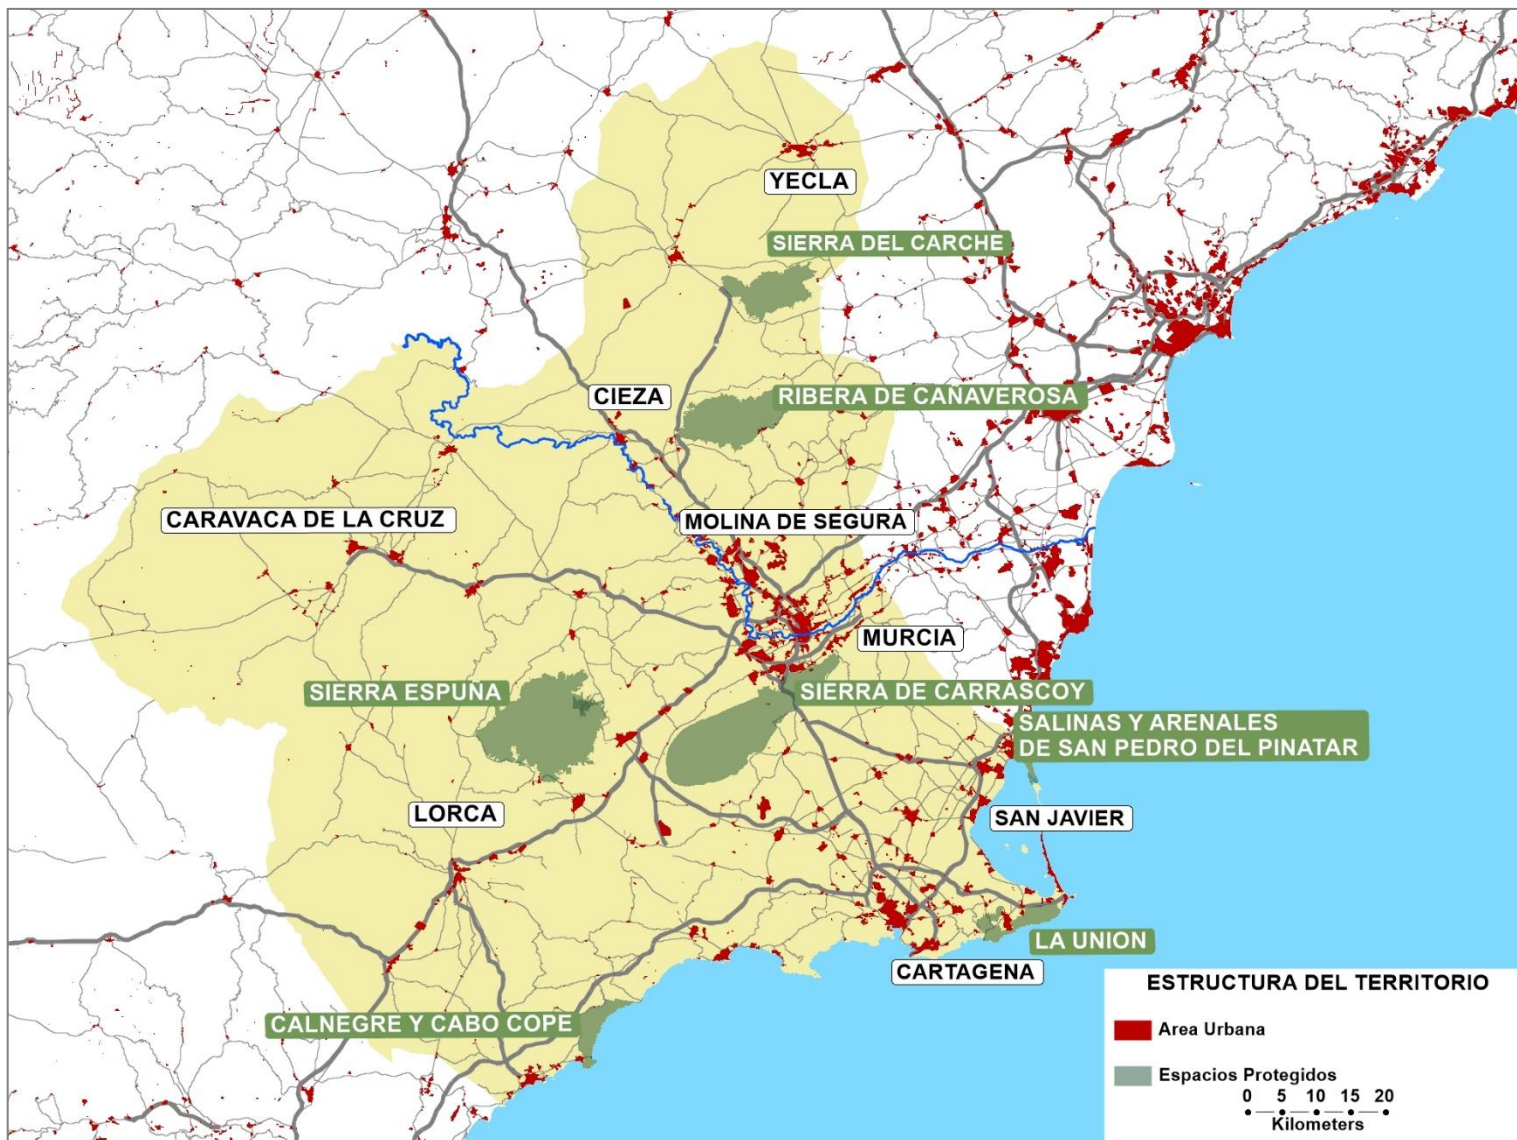 YECLA
SIERRA DEL CARCHE
CIEZA
RIBERA DE CAÑAVEROSA
CARAVACA DE LA CRUZ
MOLINA DE SEGURA
MURCIA
SIERRA ESPUÑA
SIERRA DE CARRASCOY
SALINAS Y ARENALES
DE SAN PEDRO DEL PINATAR
LORCA
SAN JAVIER
LA UNION
CARTAGENA
CALNEGRE Y CABO COPE
ESTRUCTURA DEL TERRITORIO
Area Urbana
Espacios Protegidos
0 5 10 15 20
Kilometers